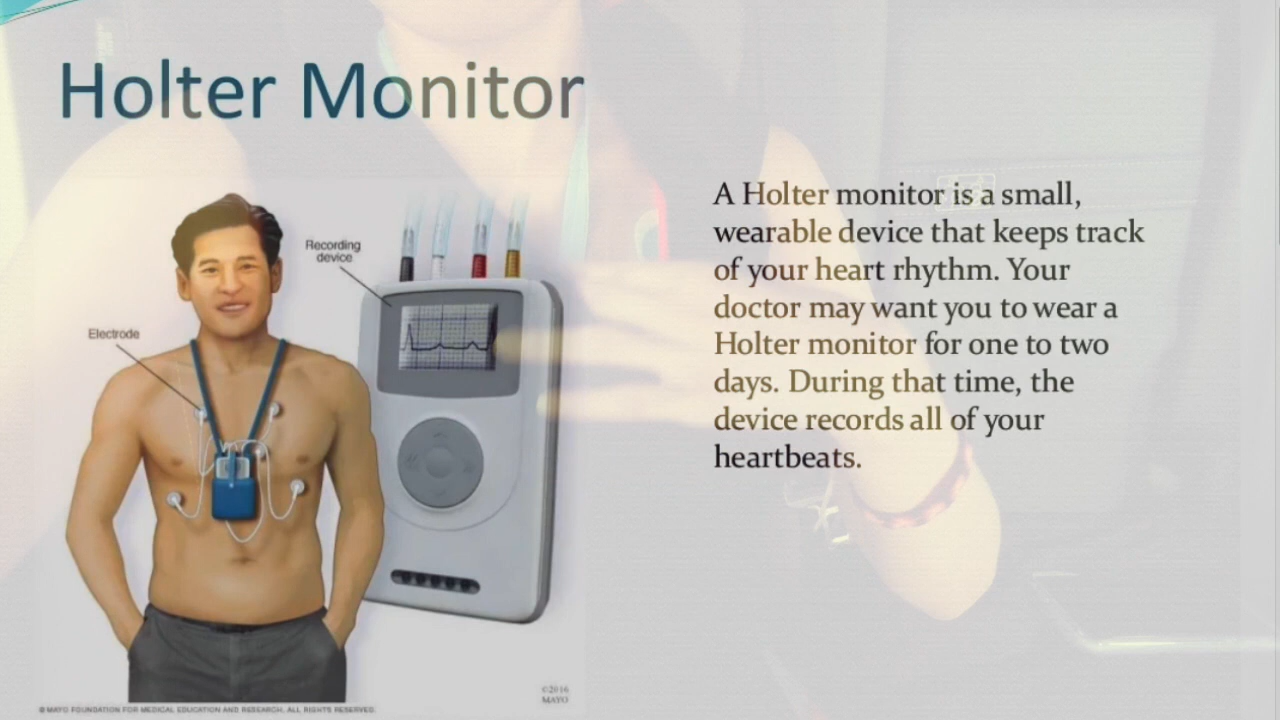 Holter Monitor
Recording
device
Electrode
A Holter monitor is a small,
wearable device that keeps track
of your heart rhythm. Your
doctor may want you to wear a
Holter monitor for one to two
days. During that time, the
device records all of your
heartbeats.
©2016
MAYO
© MAYO FOUNDATION FOR MEDICAL EDUCATION AND RESEARCH. ALL RIGHTS RESERVED.